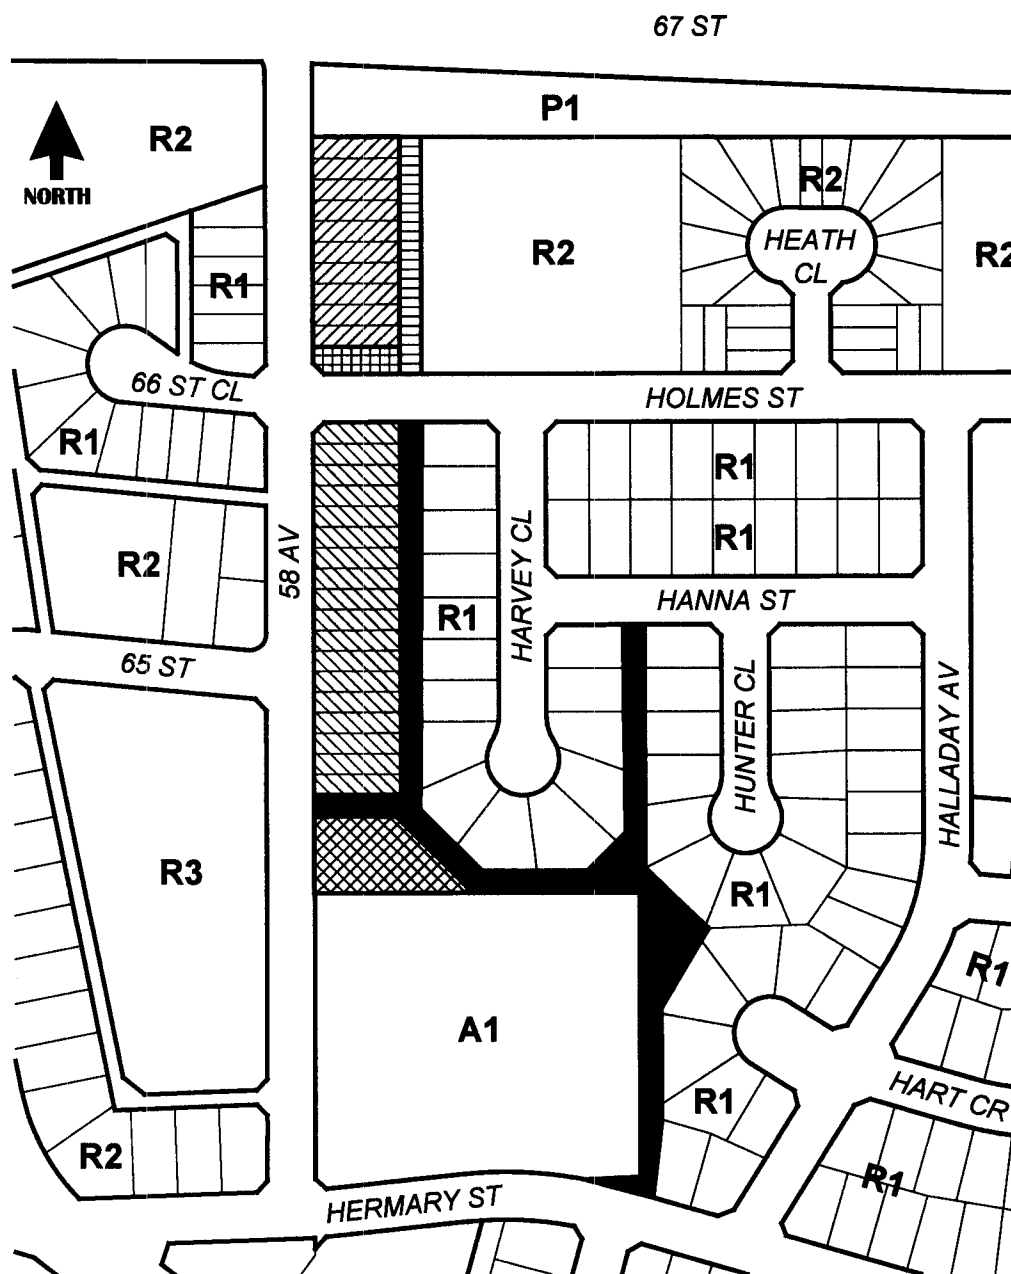 67 ST
P1
R2
NORTH
R2
HEATH
CL
R2
R2
R1
66 ST CL
HOLMES ST
R1
R1
R1
R2
58 AV
HARVEY CL
HANNA ST
R1
65 ST
HUNTER CL
HALLADAY AV
R3
R1
R1
A1
R1
HART CR
R2
R1
HERMARY ST